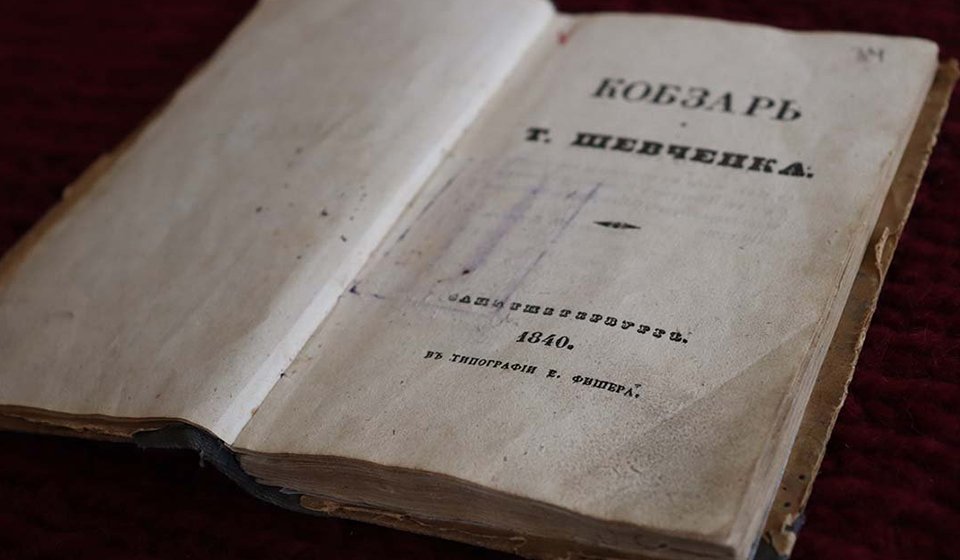 КОБЗАРЬ
Т. ШЕВЧЕНКА.
САНКТПЕТЕРБУРГЪ.
1840.
ВЪ ТИПОГРАФІИ Е. ФИШЕРА.